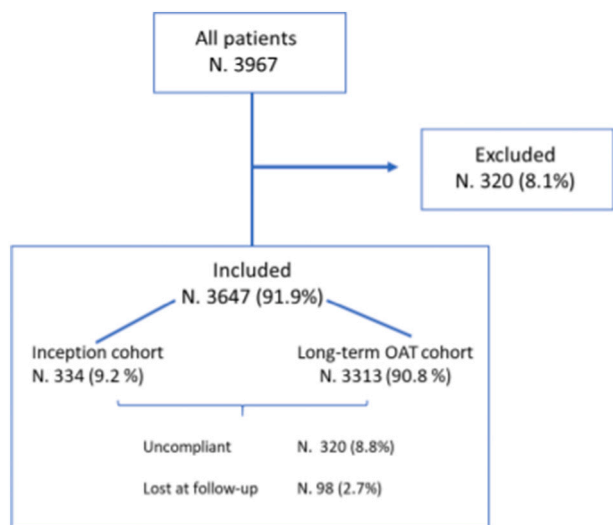 All patients
N. 3967
Excluded
N. 320 (8.1%)
Included
N. 3647 (91.9%)
Inception cohort
N. 334 (9.2 %)
Long-term OAT cohort
N. 3313 (90.8 %)
Uncompliant N. 320 (8.8%)
Lost at follow-up N. 98 (2.7%)